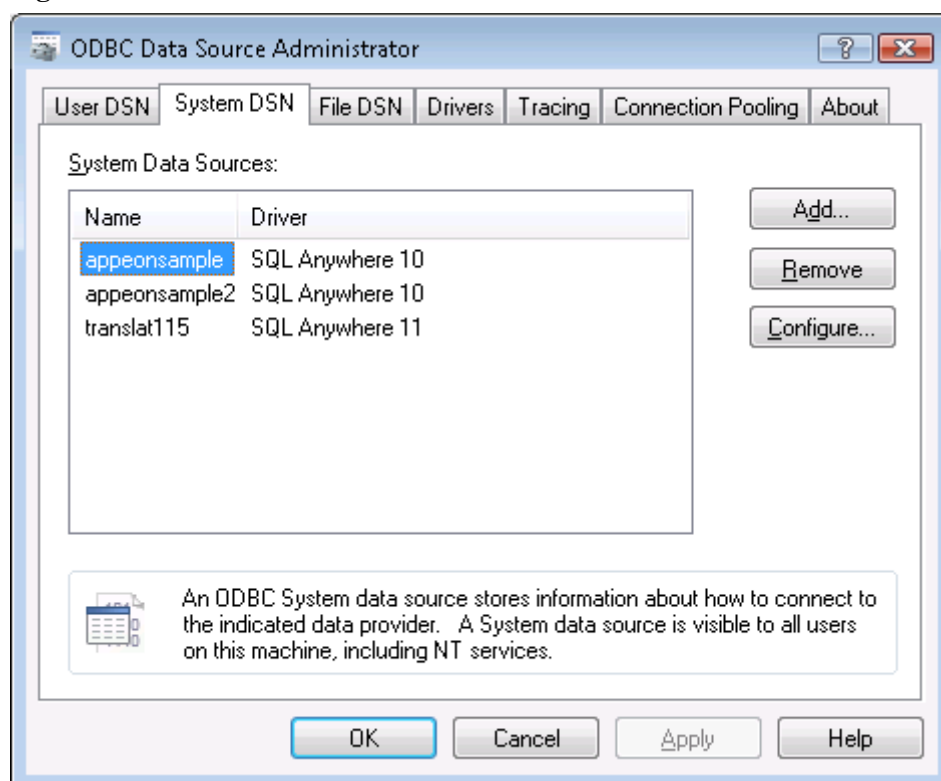 ODBC Data Source Administrator
User DSN System DSN File DSN Drivers Tracing Connection Pooling About
System Data Sources:
Name Driver
appeonsample SQL Anywhere 10
appeonsample2 SQL Anywhere 10
translat115 SQL Anywhere 11
Add...
Remove
Configure...
An ODBC System data source stores information about how to connect to
the indicated data provider. A System data source is visible to all users
on this machine, including NT services.
OK Cancel Apply Help